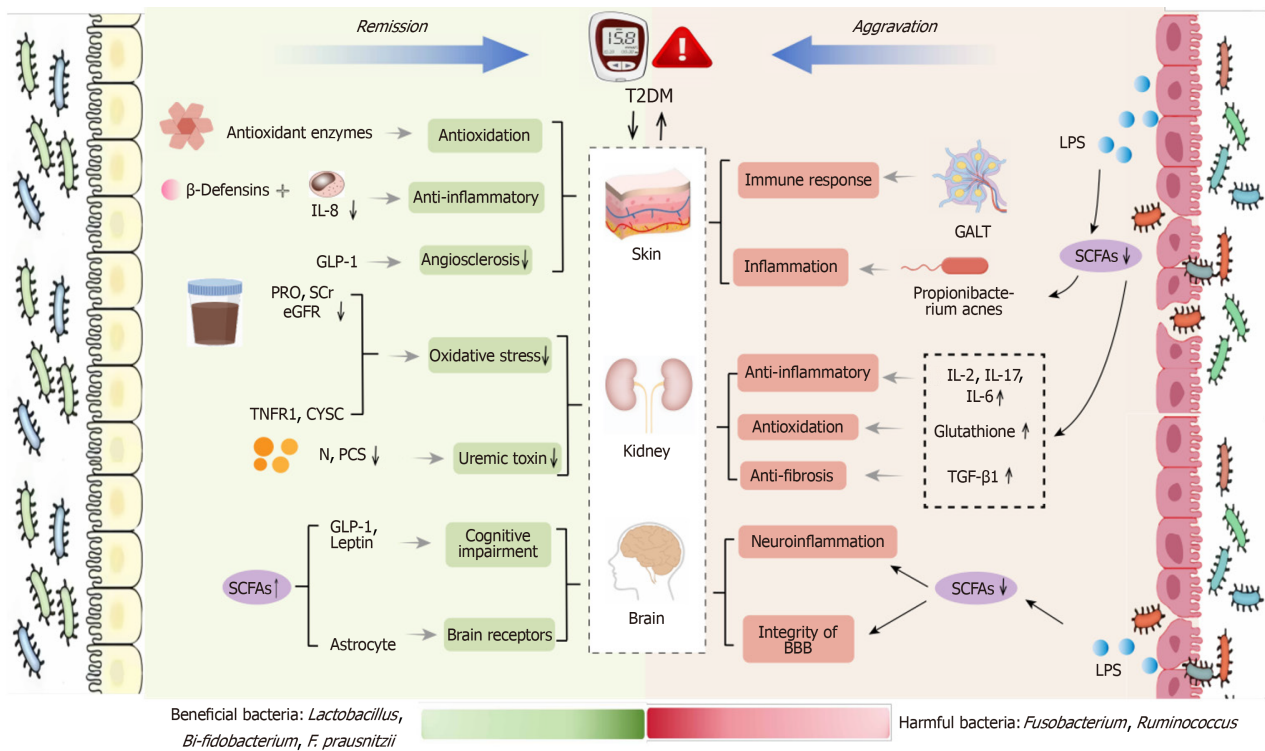 Remission
Aggravation
15.8
T2DM
Antioxidant enzymes
Antioxidation
β-Defensins +
IL-8 ↓
Anti-inflammatory
GLP-1
Angiosclerosis ↓
PRO, SCr
eGFR ↓
Oxidative stress ↓
TNFR1, CYSC
N, PCS ↓
Uremic toxin ↓
GLP-1,
Leptin
Cognitive
impairment
SCFAs ↑
Astrocyte
Brain receptors
Skin
Kidney
Brain
Immune response
GALT
Inflammation
Propionibacte-
rium acnes
LPS
SCFAs ↓
Anti-inflammatory
IL-2, IL-17,
IL-6 ↑
Antioxidation
Glutathione ↑
Anti-fibrosis
TGF-β1 ↑
Neuroinflammation
SCFAs ↓
Integrity of
BBB
LPS
Beneficial bacteria: Lactobacillus,
Bi-fidobacterium, F. prausnitzii
Harmful bacteria: Fusobacterium, Ruminococcus